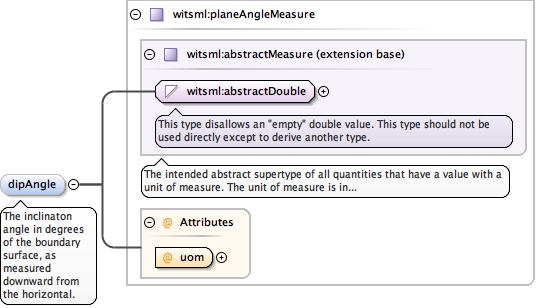 witsml:planeAngleMeasure
witsml:abstractMeasure (extension base)
witsml:abstractDouble
This type disallows an "empty" double value. This type should not be
used directly except to derive another type.
The intended abstract supertype of all quantities that have a value with a
unit of measure. The unit of measure is in...
dipAngle
The inclinaton
angle in degrees
of the boundary
surface, as
measured
downward from
the horizontal.
@ Attributes
@ uom